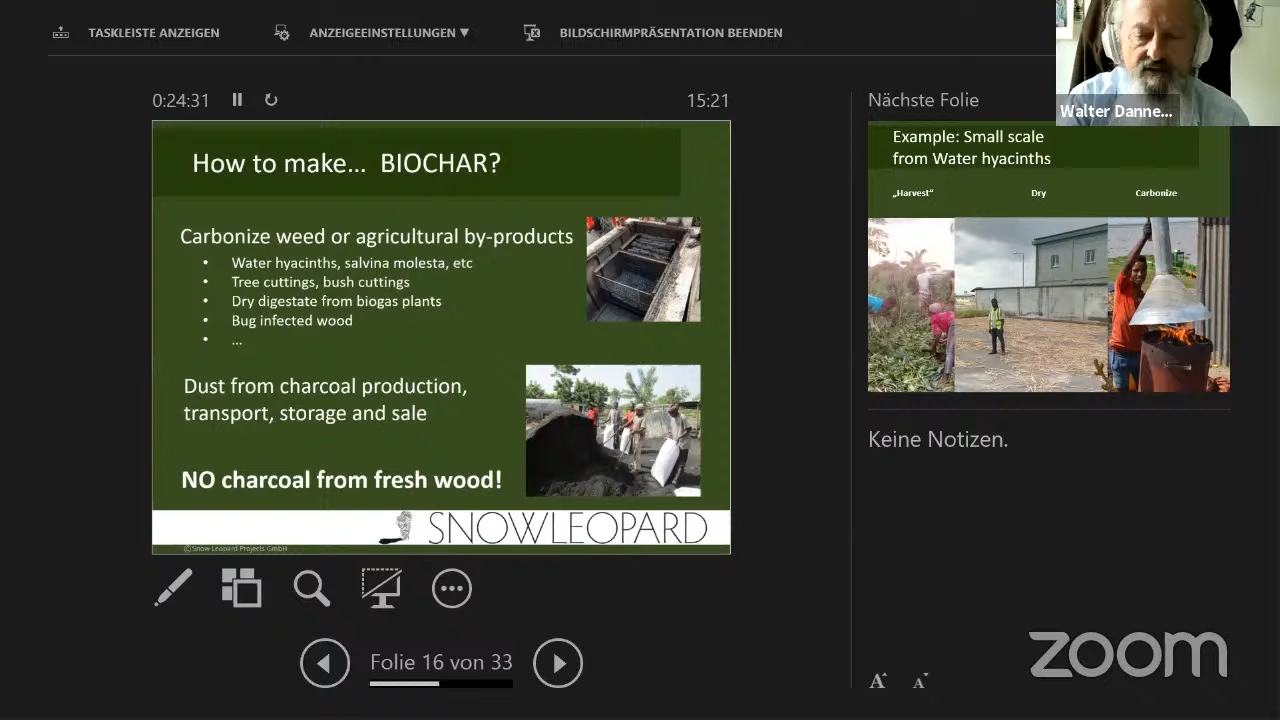 TASKLEISTE ANZEIGEN
ANZEIGEEINSTELLUNGEN ▼
BILDSCHIRMPRÄSENTATION BEENDEN
Walter Danne...
0:24:31
15:21
How to make... BIOCHAR?
Carbonize weed or agricultural by-products
• Water hyacinths, salvina molesta, etc
• Tree cuttings, bush cuttings
• Dry digestate from biogas plants
• Bug infected wood
• ...
Dust from charcoal production,
transport, storage and sale
NO charcoal from fresh wood!
SNOWLEOPARD
©Snow Leopard Projects GmbH
Folie 16 von 33
Nächste Folie
Example: Small scale
from Water hyacinths
„Harvest“
Dry
Carbonize
Keine Notizen.
A A
zoom